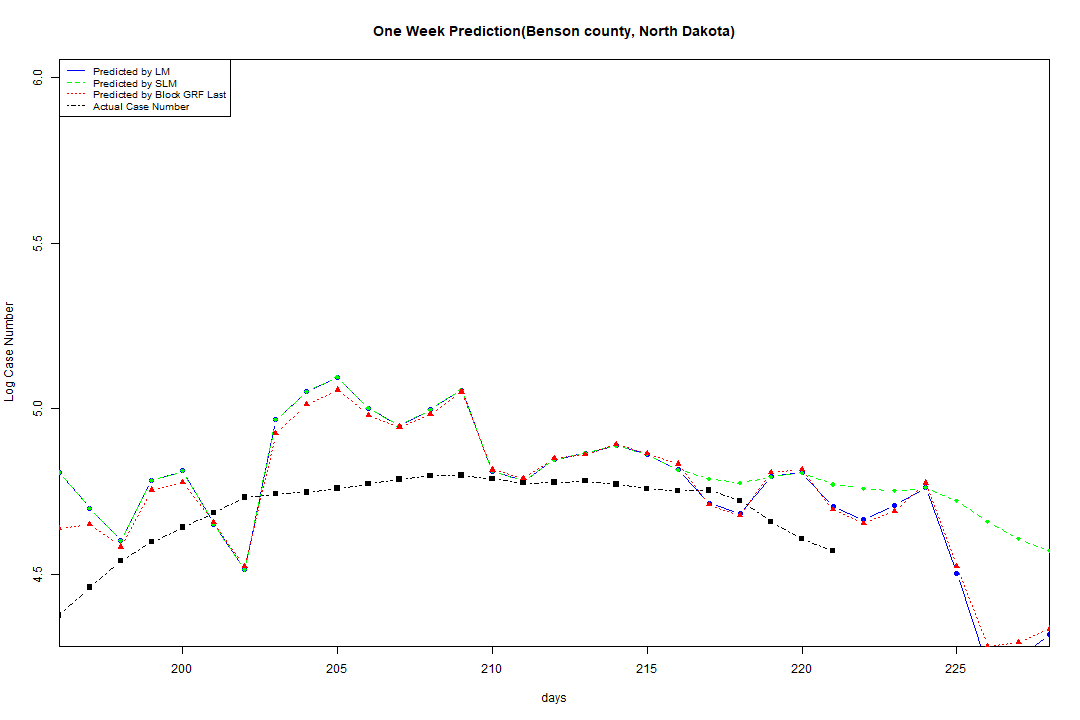 One Week Prediction(Benson county, North Dakota)
Predicted by LM
Predicted by SLM
Predicted by Block GRF Last
Actual Case Number
6.0
5.5
5.0
4.5
Log Case Number
200 205 210 215 220 225
days